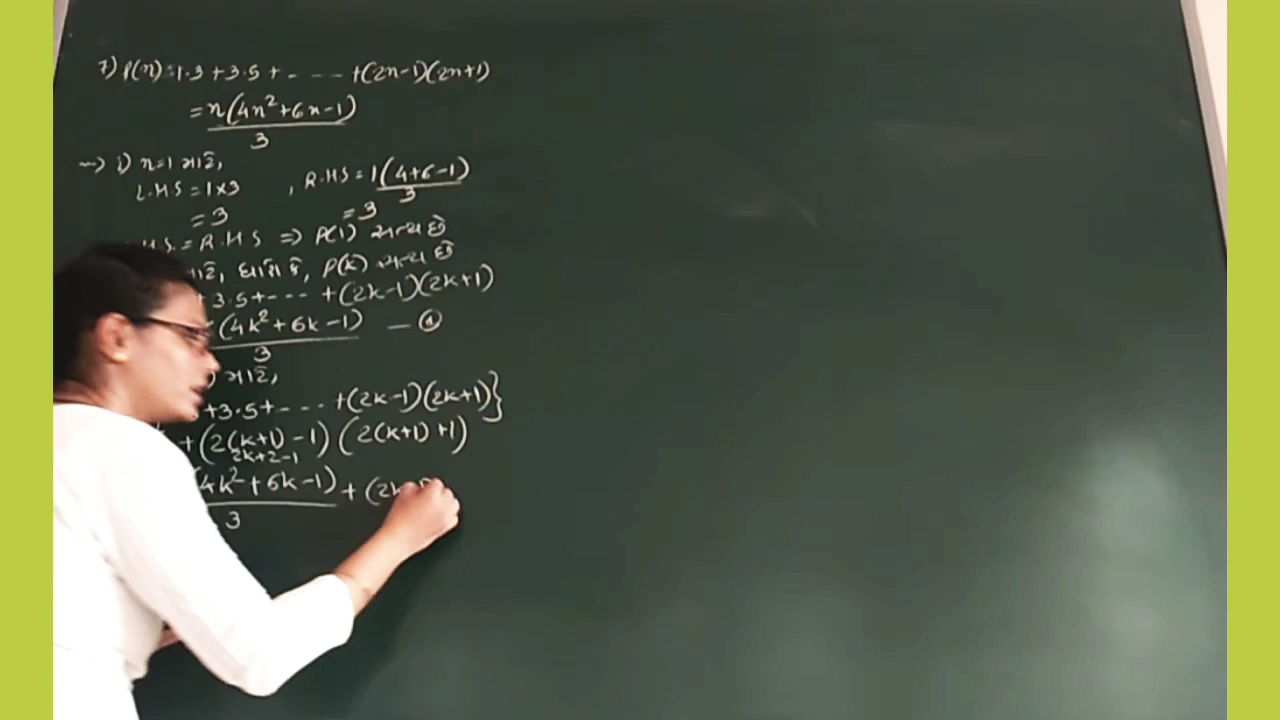 7) P(n) = 1·3 + 3·5 + - - - - + (2n-1)(2n+1)
= n(4n²+6n-1) / 3
~~> i) n=1 માટે,
L.H.S = 1×3 , R.H.S = 1(4+6-1) / 3
= 3 = 3
H.S. = R.H.S => P(1) સત્ય છે
માટે, ધારો કે, P(k) સત્ય છે
+ 3·5 + - - - + (2k-1)(2k+1)
(4k²+6k-1) / 3 — ①
) માટે,
+3·5+ - - - + (2k-1)(2k+1)}
+ (2(k+1) -1) (2(k+1) +1)
2k+2-1
(4k²+6k-1) / 3 + (2k